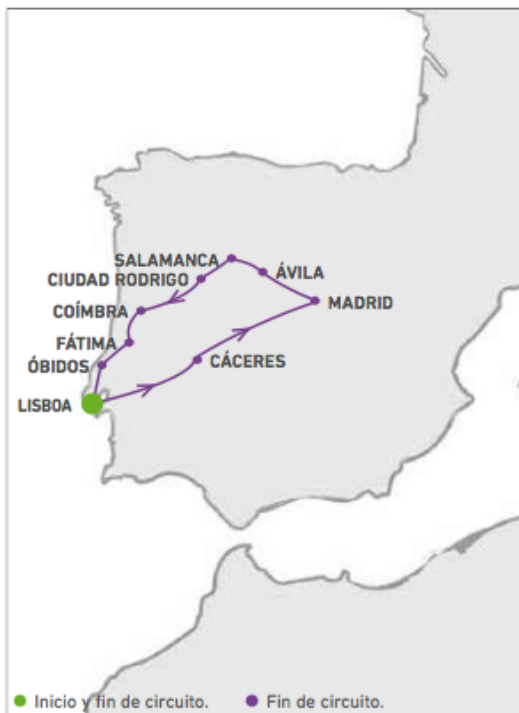 SALAMANCA
CIUDAD RODRIGO
ÁVILA
COÍMBRA
MADRID
FÁTIMA
ÓBIDOS
CÁCERES
LISBOA
Inicio y fin de circuito.
Fin de circuito.